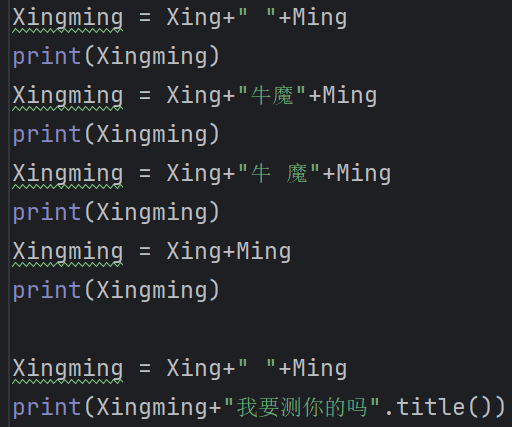 Xingming = Xing+" "+Ming
print(Xingming)
Xingming = Xing+"牛魔"+Ming
print(Xingming)
Xingming = Xing+"牛 魔"+Ming
print(Xingming)
Xingming = Xing+Ming
print(Xingming)
Xingming = Xing+" "+Ming
print(Xingming+"我要测你的吗".title())